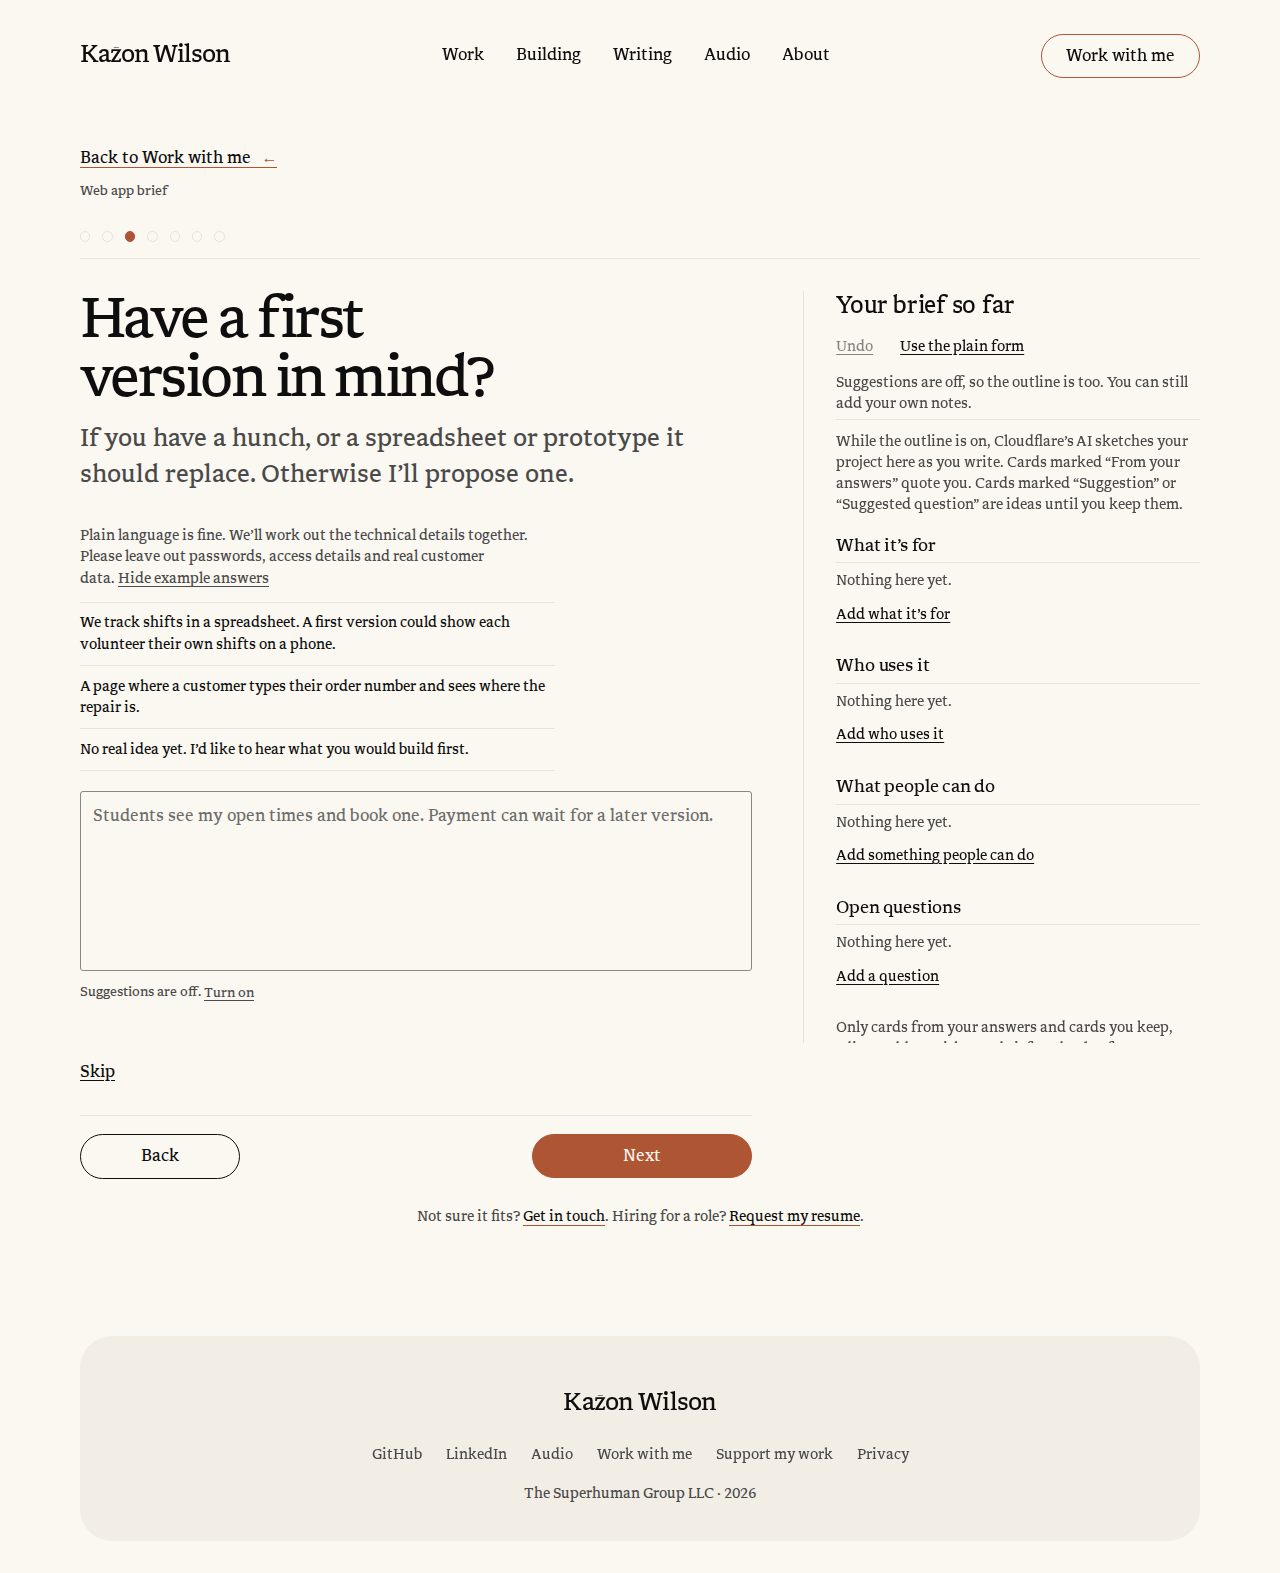 Kažon Wilson
Work
Building
Writing
Audio
About
Work with me
Back to Work with me ←
Web app brief
Have a first
version in mind?
If you have a hunch, or a spreadsheet or prototype it
should replace. Otherwise I’ll propose one.
Plain language is fine. We’ll work out the technical details together.
Please leave out passwords, access details and real customer
data. Hide example answers
We track shifts in a spreadsheet. A first version could show each
volunteer their own shifts on a phone.
A page where a customer types their order number and sees where the
repair is.
No real idea yet. I’d like to hear what you would build first.
Students see my open times and book one. Payment can wait for a later version.
Suggestions are off. Turn on
Skip
Back
Next
Your brief so far
Undo
Use the plain form
Suggestions are off, so the outline is too. You can still
add your own notes.
While the outline is on, Cloudflare’s AI sketches your
project here as you write. Cards marked “From your
answers” quote you. Cards marked “Suggestion” or
“Suggested question” are ideas until you keep them.
What it’s for
Nothing here yet.
Add what it’s for
Who uses it
Nothing here yet.
Add who uses it
What people can do
Nothing here yet.
Add something people can do
Open questions
Nothing here yet.
Add a question
Only cards from your answers and cards you keep,
Not sure it fits? Get in touch. Hiring for a role? Request my resume.
Kažon Wilson
GitHub
LinkedIn
Audio
Work with me
Support my work
Privacy
The Superhuman Group LLC · 2026